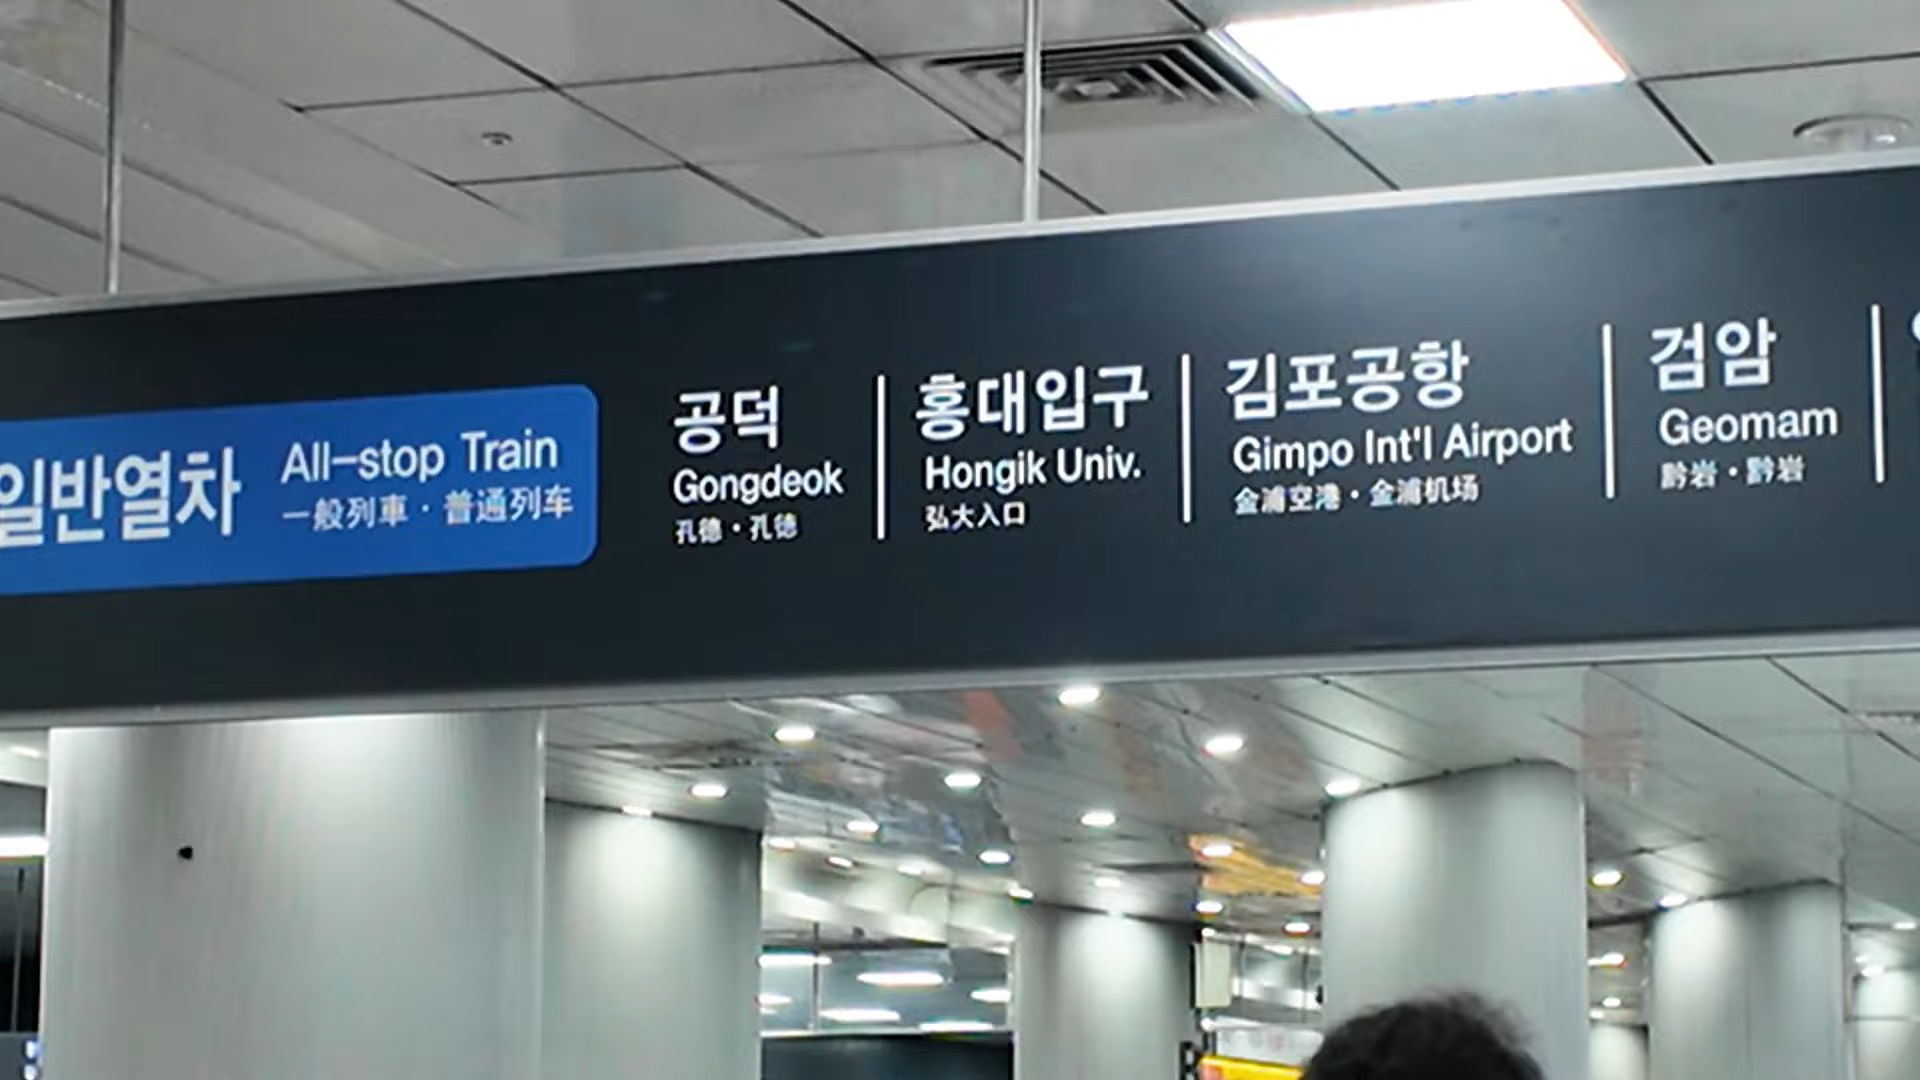 일반열차
All-stop Train
一般列車 · 普通列车
공덕
Gongdeok
孔德 · 孔德
홍대입구
Hongik Univ.
弘大入口
김포공항
Gimpo Int'l Airport
金浦空港 · 金浦机场
검암
Geomam
黔岩 · 黔岩